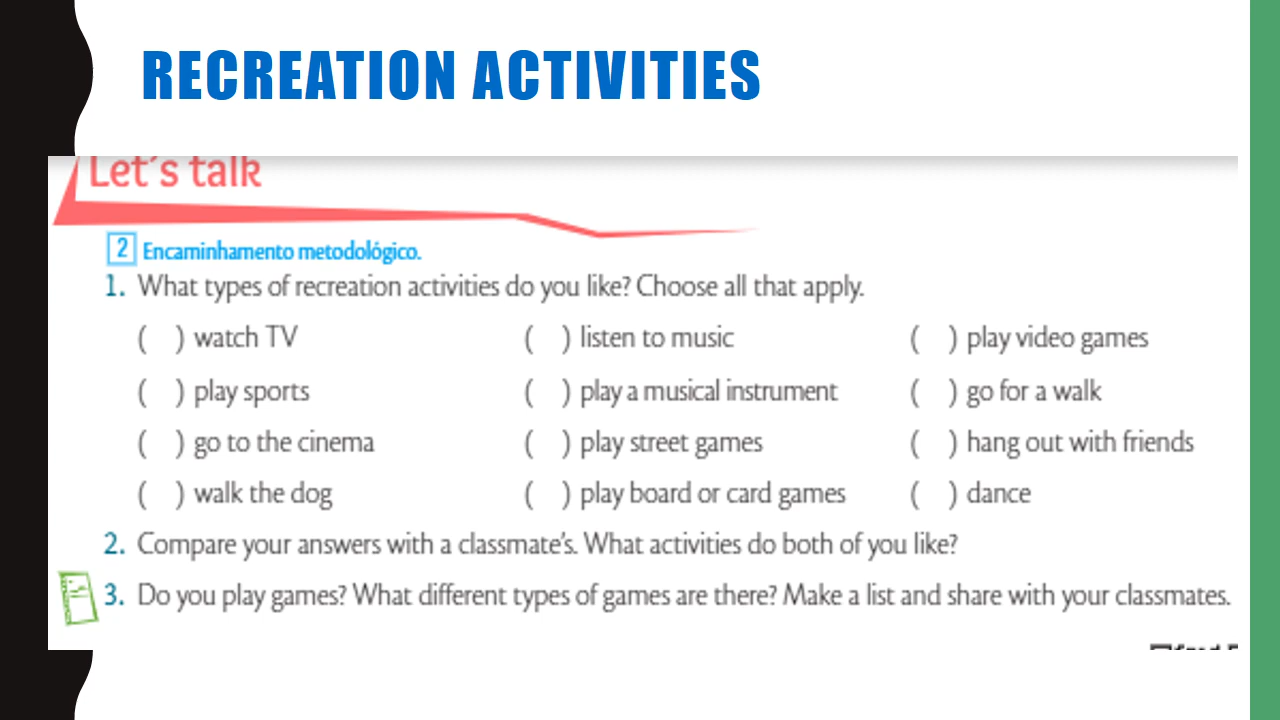 RECREATION ACTIVITIES
Let's talk
2 Encaminhamento metodológico.
1. What types of recreation activities do you like? Choose all that apply.
( ) watch TV ( ) listen to music ( ) play video games
( ) play sports ( ) play a musical instrument ( ) go for a walk
( ) go to the cinema ( ) play street games ( ) hang out with friends
( ) walk the dog ( ) play board or card games ( ) dance
2. Compare your answers with a classmate's. What activities do both of you like?
3. Do you play games? What different types of games are there? Make a list and share with your classmates.